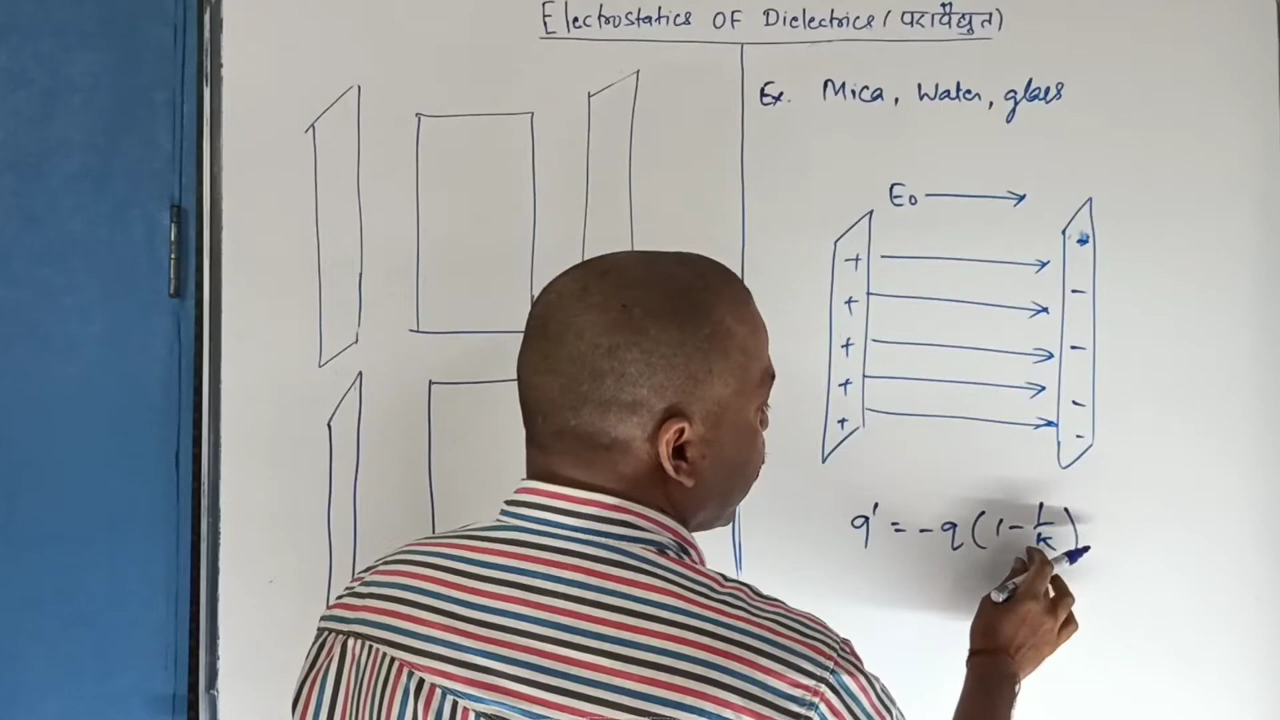 Electrostatics OF Dielectrics (परावैद्युत)
Ex. Mica, Water, glass
E₀ →
+
+ -
+ -
+ -
+ -
q' = -q(1 - 1/k)